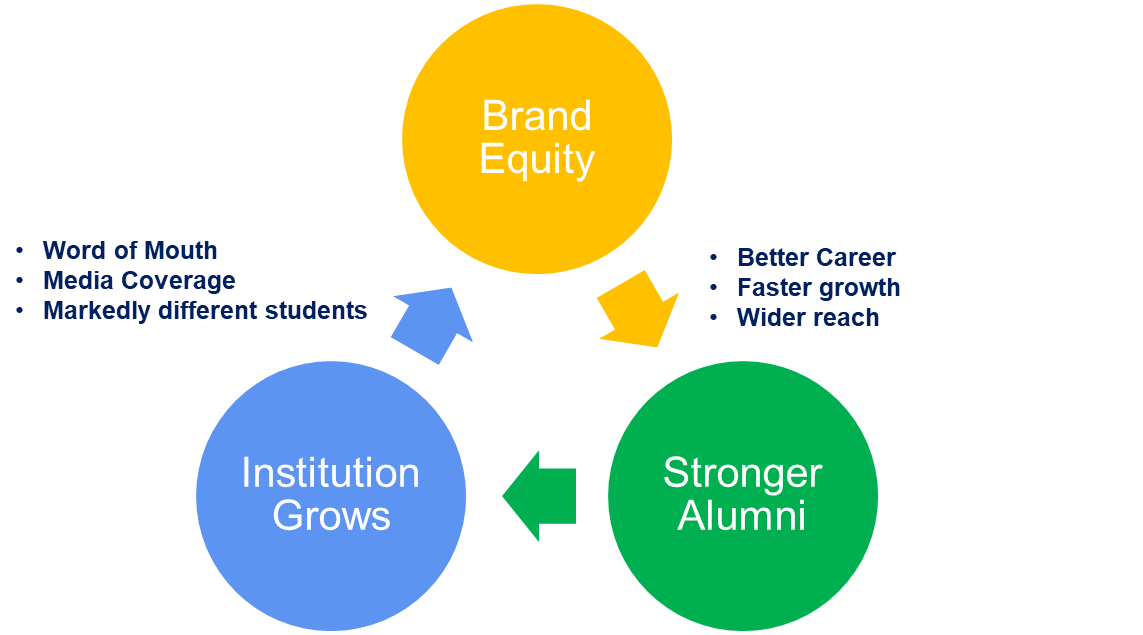 Brand
Equity
• Word of Mouth
• Media Coverage
• Markedly different students
• Better Career
• Faster growth
• Wider reach
Institution
Grows
Stronger
Alumni